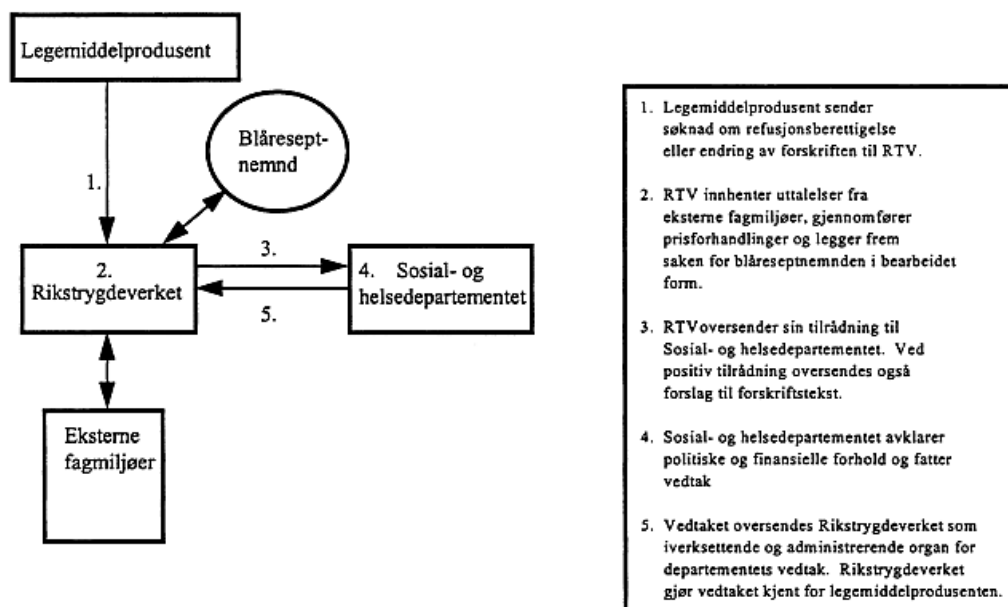 Legemiddelprodusent
Blåresept-
nemnd
1.
2.
Rikstrygdeverket
3.
4. Sosial- og
helsedepartementet
5.
Eksterne
fagmiljøer
1. Legemiddelprodusent sender
søknad om refusjonsberettigelse
eller endring av forskriften til RTV.
2. RTV innhenter uttalelser fra
eksterne fagmiljøer, gjennomfører
prisforhandlinger og legger frem
saken for blåreseptnemnden i bearbeidet
form.
3. RTVoversender sin tilrådning til
Sosial- og helsedepartementet. Ved
positiv tilrådning oversendes også
forslag til forskriftstekst.
4. Sosial- og helsedepartementet avklarer
politiske og finansielle forhold og fatter
vedtak
5. Vedtaket oversendes Rikstrygdeverket som
iverksettende og administrerende organ for
departementets vedtak. Rikstrygdeverket
gjør vedtaket kjent for legemiddelprodusenten.